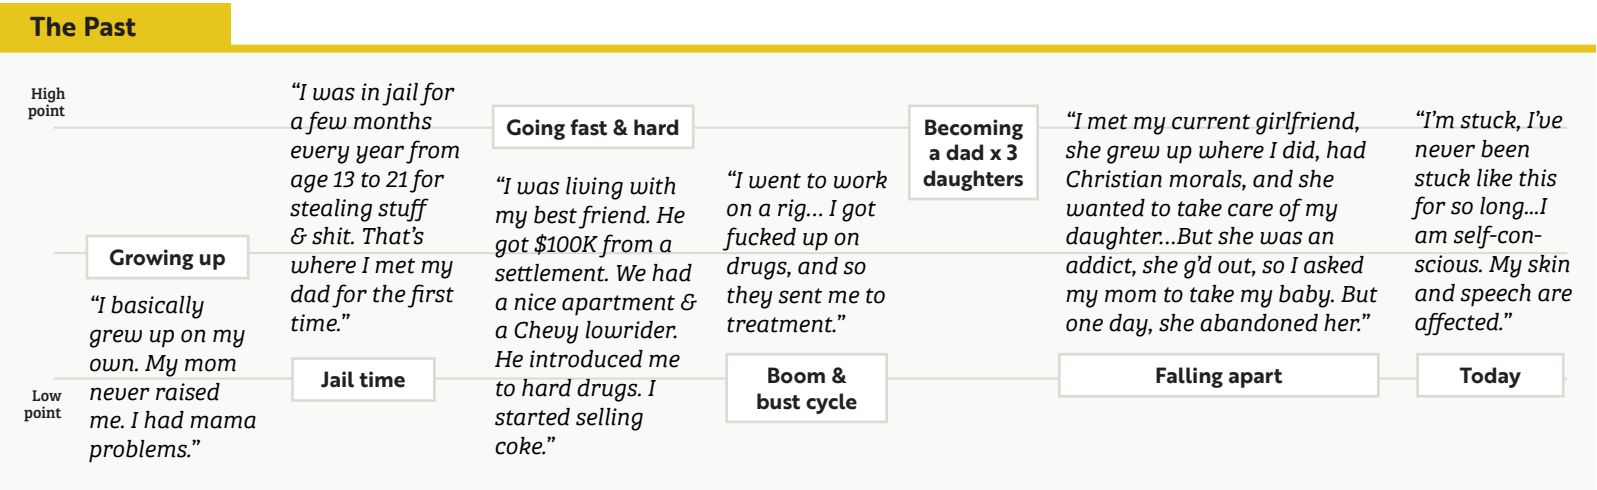 The Past
High
point
Low
point
Growing up
“I basically
grew up on my
own. My mom
never raised
me. I had mama
problems.”
“I was in jail for
a few months
every year from
age 13 to 21 for
stealing stuff
& shit. That’s
where I met my
dad for the first
time.”
Jail time
Going fast & hard
“I was living with
my best friend. He
got $100K from a
settlement. We had
a nice apartment &
a Chevy lowrider.
He introduced me
to hard drugs. I
started selling
coke.”
“I went to work
on a rig... I got
fucked up on
drugs, and so
they sent me to
treatment.”
Boom &
bust cycle
Becoming
a dad x 3
daughters
“I met my current girlfriend,
she grew up where I did, had
Christian morals, and she
wanted to take care of my
daughter...But she was an
addict, she g’d out, so I asked
my mom to take my baby. But
one day, she abandoned her.”
Falling apart
“I’m stuck, I’ve
never been
stuck like this
for so long...I
am self-con-
scious. My skin
and speech are
affected.”
Today